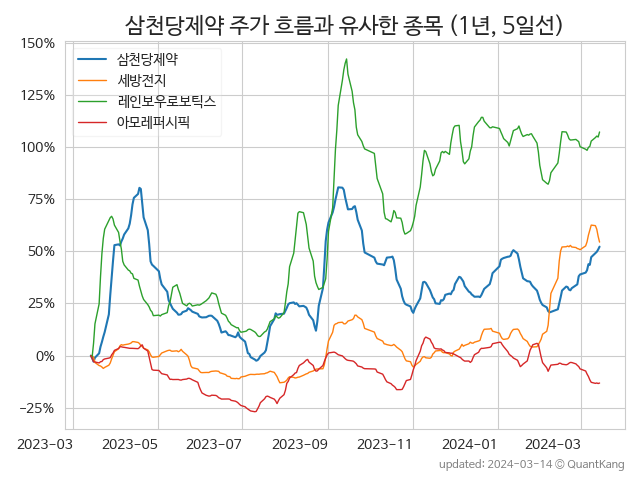 삼천당제약 주가 흐름과 유사한 종목 (1년, 5일선)
150%
125%
100%
75%
50%
25%
0%
−25%
삼천당제약
세방전지
레인보우로보틱스
아모레퍼시픽
2023-03 2023-05 2023-07 2023-09 2023-11 2024-01 2024-03
updated: 2024-03-14 © QuantKang